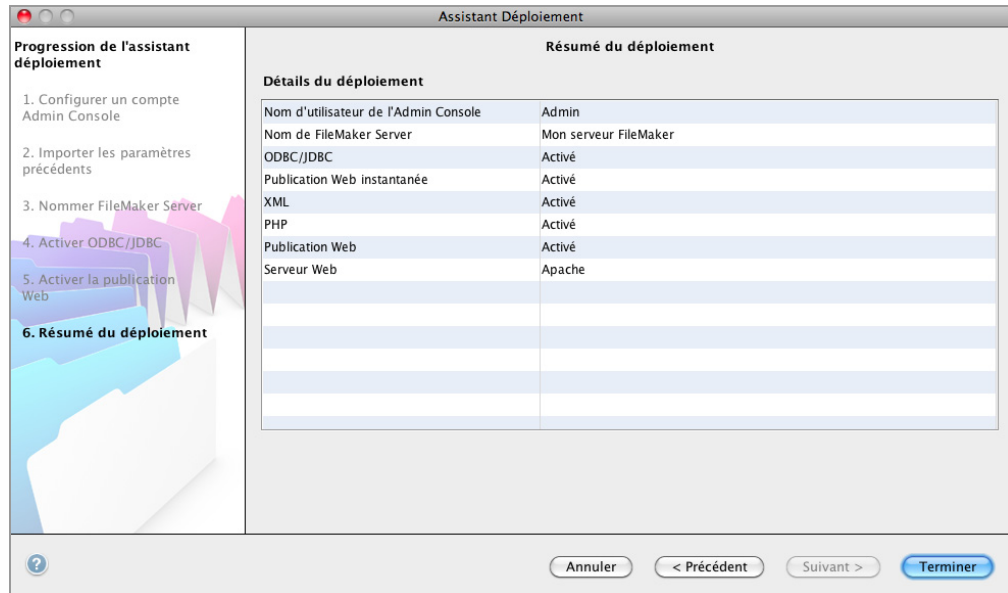 Assistant Déploiement
Progression de l'assistant
déploiement
1. Configurer un compte
Admin Console
2. Importer les paramètres
précédents
3. Nommer FileMaker Server
4. Activer ODBC/JDBC
5. Activer la publication
Web
6. Résumé du déploiement
Résumé du déploiement
Détails du déploiement
Nom d'utilisateur de l'Admin Console Admin
Nom de FileMaker Server Mon serveur FileMaker
ODBC/JDBC Activé
Publication Web instantanée Activé
XML Activé
PHP Activé
Publication Web Activé
Serveur Web Apache
?
Annuler < Précédent Suivant > Terminer